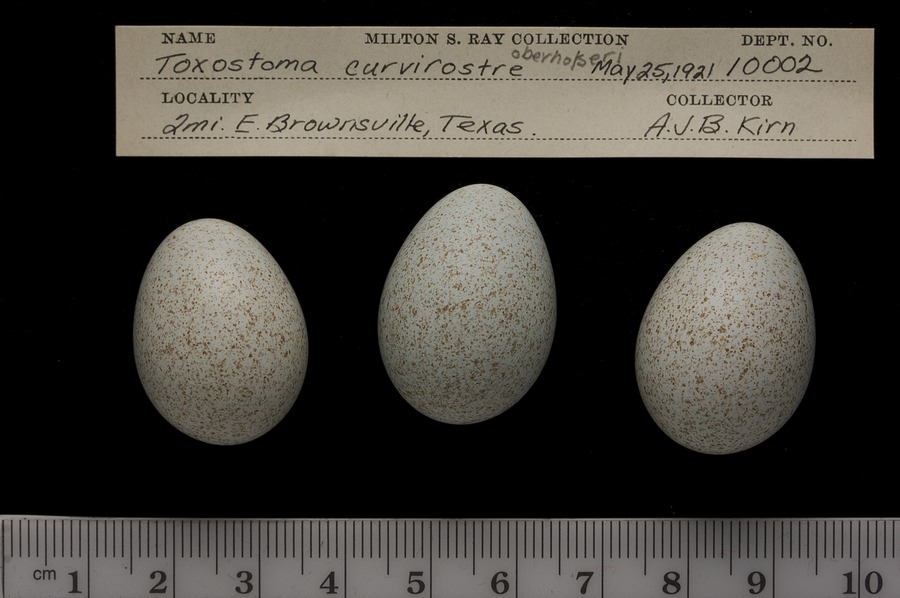 NAME MILTON S. RAY COLLECTION DEPT. NO.
Toxostoma curvirostre oberholseri May 25, 1921 10002
LOCALITY COLLECTOR
2mi. E. Brownsville, Texas. A.J.B. Kirn
cm 1 2 3 4 5 6 7 8 9 10